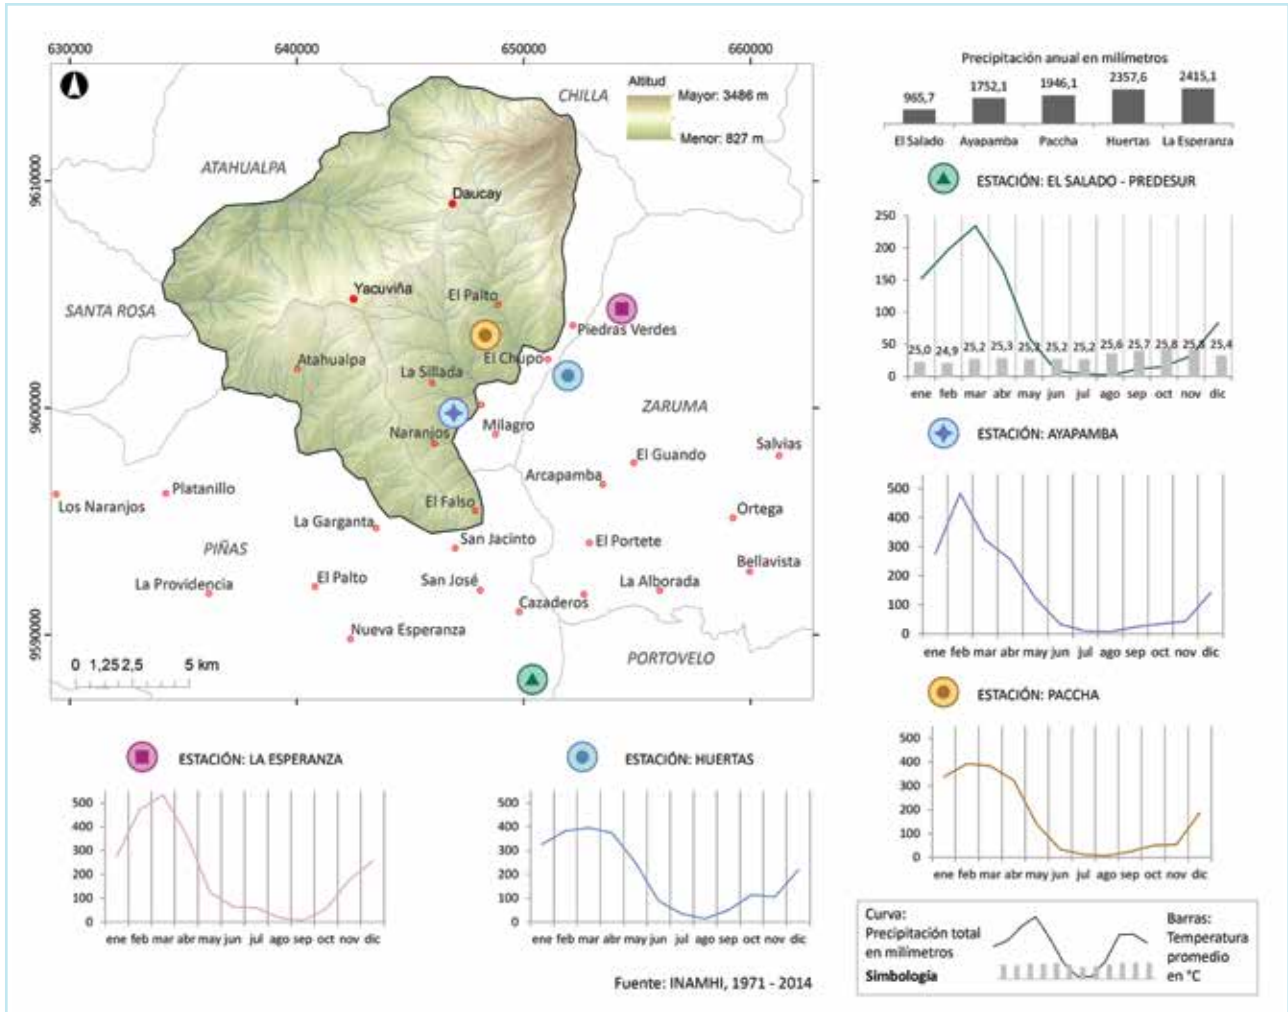 630000 640000 650000 660000
9610000
9600000
9590000
Altitud
Mayor: 3486 m
Menor: 827 m
CHILLA
ATAHUALPA
Daucay
SANTA ROSA
Yacuviña
El Palto
Piedras Verdes
El Chupo
Atahualpa
La Sillada
ZARUMA
Milagro
Naranjos
Salvias
El Guando
Arcapamba
Platanillo
Los Naranjos
El Falso
Ortega
La Garganta
San Jacinto
El Portete
PIÑAS
Bellavista
La Providencia
El Palto
San José
La Alborada
Cazaderos
Nueva Esperanza
PORTOVELO
0 1,25 2,5 5 km
Precipitación anual en milímetros
965,7 1752,1 1946,1 2357,6 2415,1
El Salado Ayapamba Paccha Huertas La Esperanza
ESTACIÓN: EL SALADO - PREDESUR
250
200
150
100
50
0
25,0 24,9 25,2 25,3 25,2 25,2 25,2 25,6 25,7 25,8 25,8 25,4
ene feb mar abr may jun jul ago sep oct nov dic
ESTACIÓN: AYAPAMBA
500
400
300
200
100
0
ene feb mar abr may jun jul ago sep oct nov dic
ESTACIÓN: PACCHA
500
400
300
200
100
0
ene feb mar abr may jun jul ago sep oct nov dic
ESTACIÓN: LA ESPERANZA
500
400
300
200
100
0
ene feb mar abr may jun jul ago sep oct nov dic
ESTACIÓN: HUERTAS
500
400
300
200
100
0
ene feb mar abr may jun jul ago sep oct nov dic
Curva:
Precipitación total
en milímetros
Simbología
Barras:
Temperatura
promedio
en °C
Fuente: INAMHI, 1971 - 2014